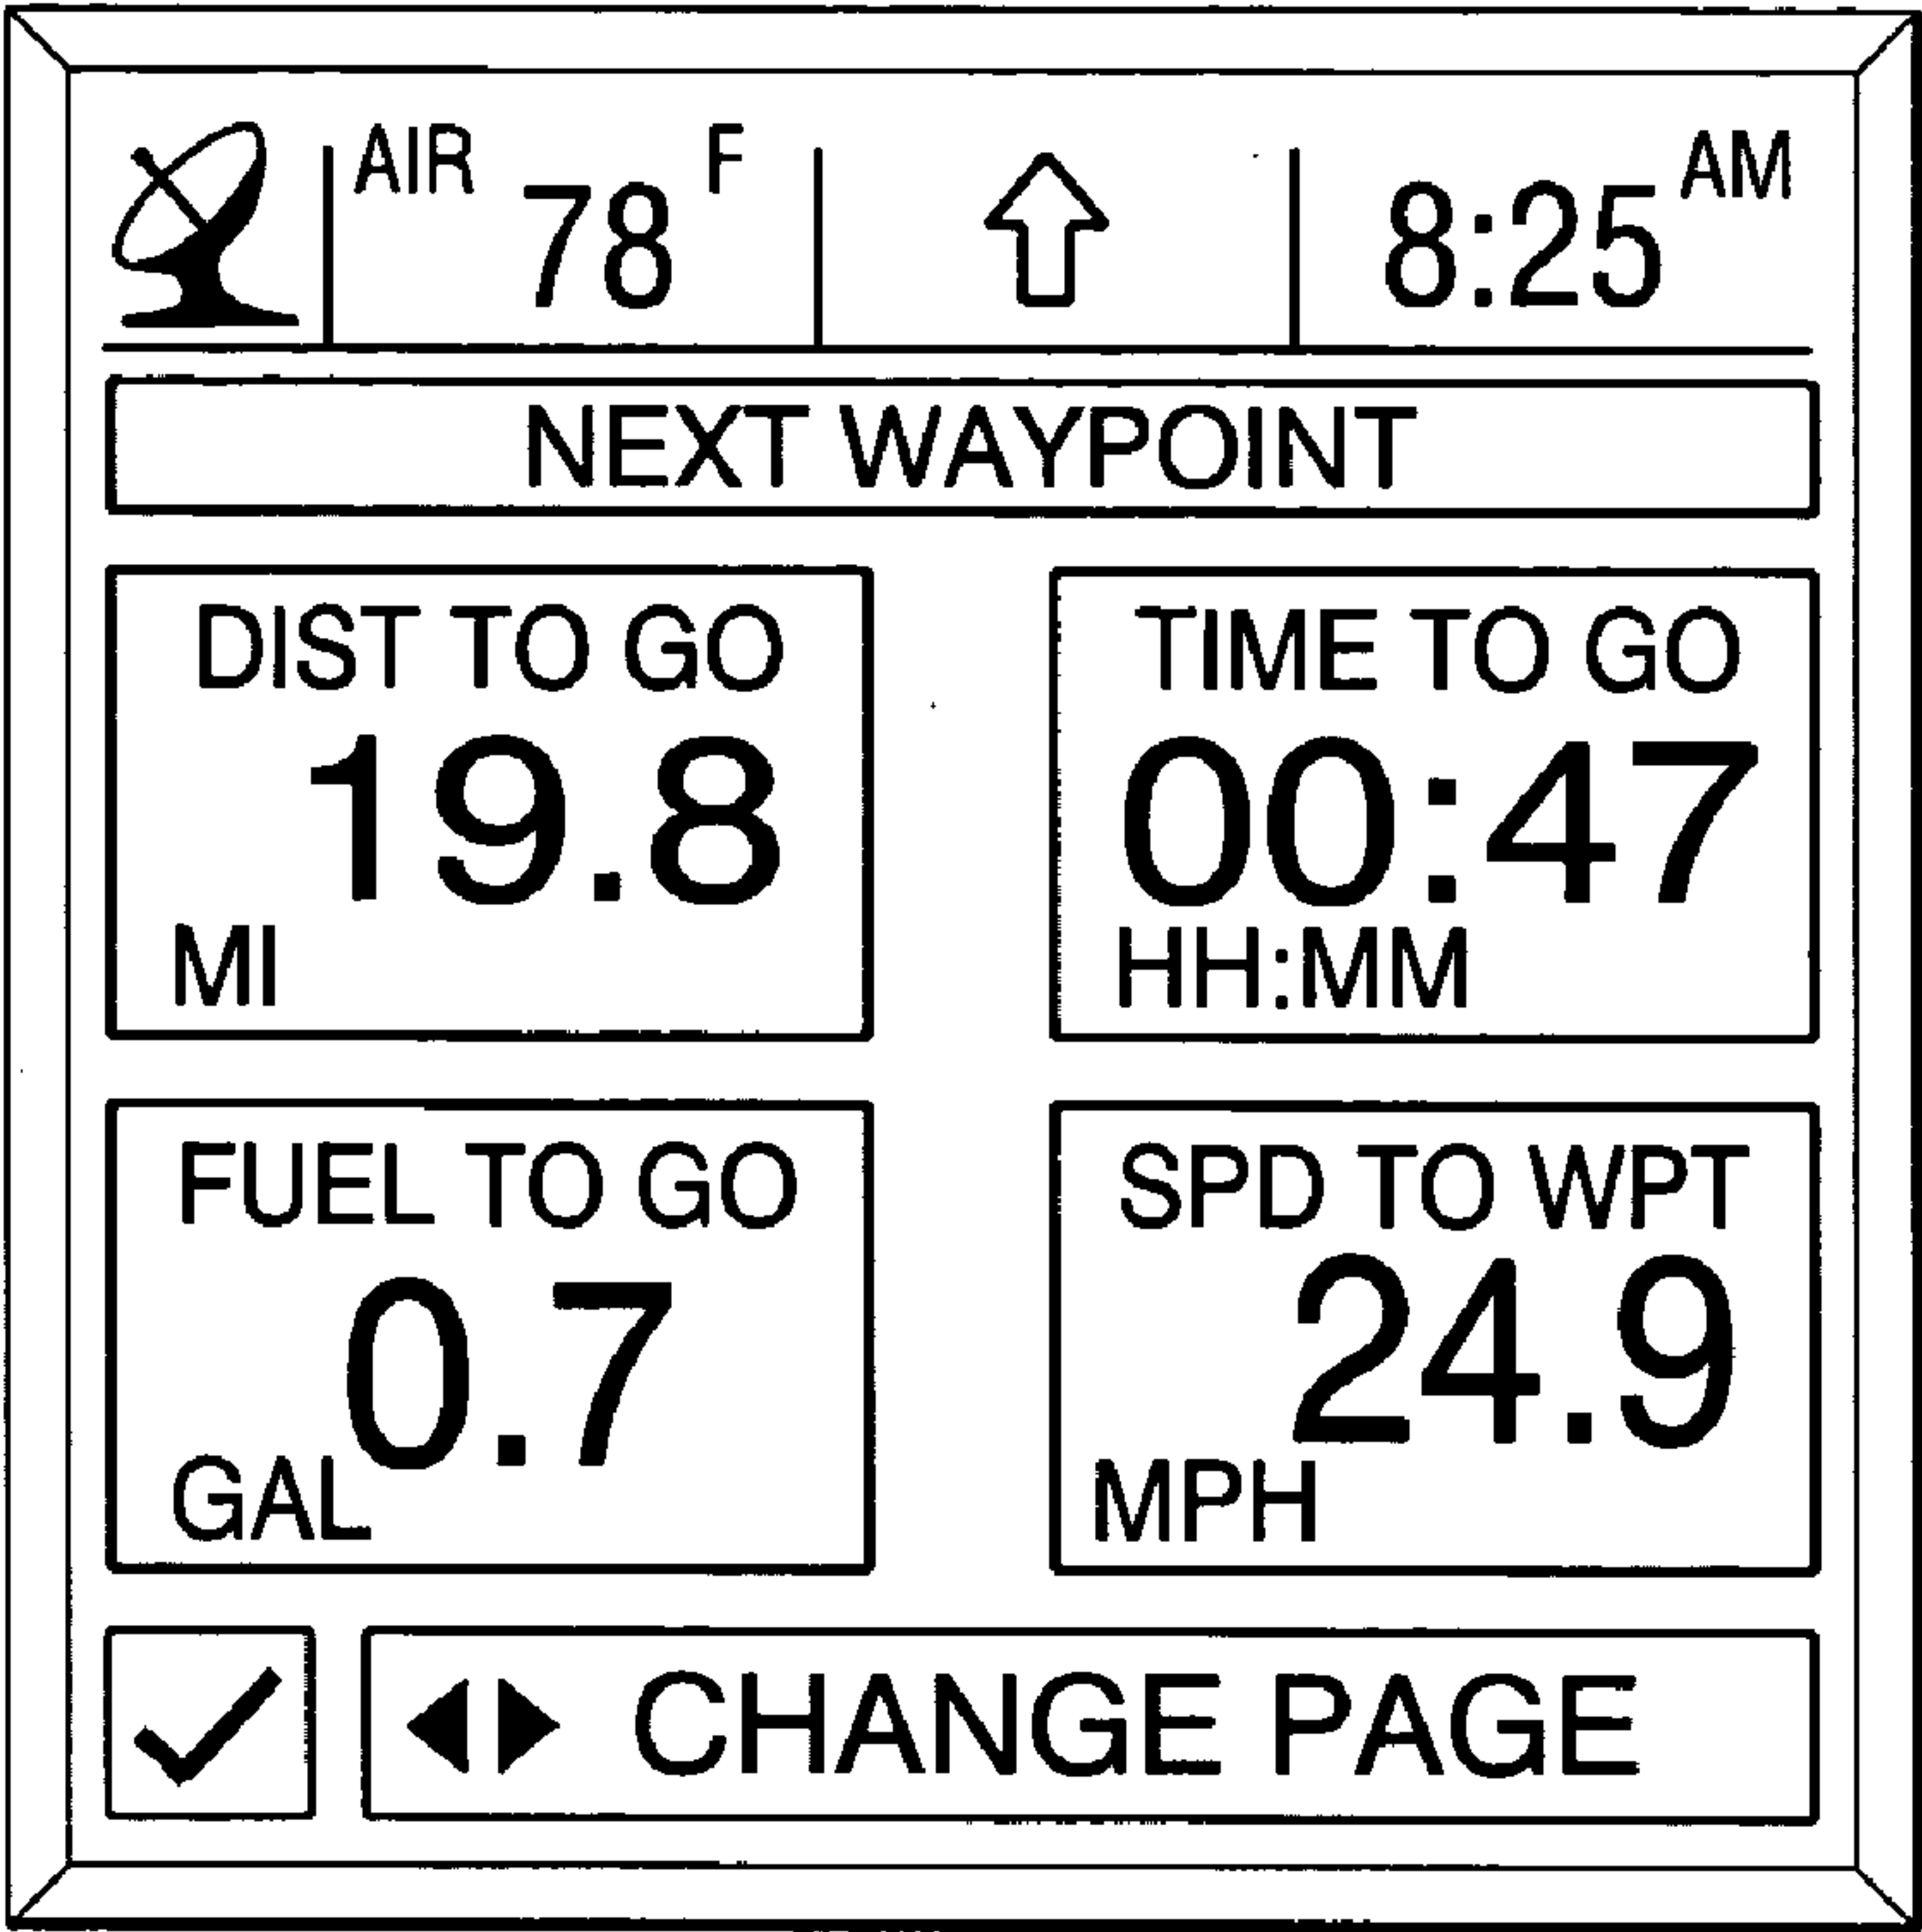 AIR 78 F 8:25 AM
NEXT WAYPOINT
DIST TO GO
19.8
MI
TIME TO GO
00:47
HH:MM
FUEL TO GO
0.7
GAL
SPD TO WPT
24.9
MPH
CHANGE PAGE